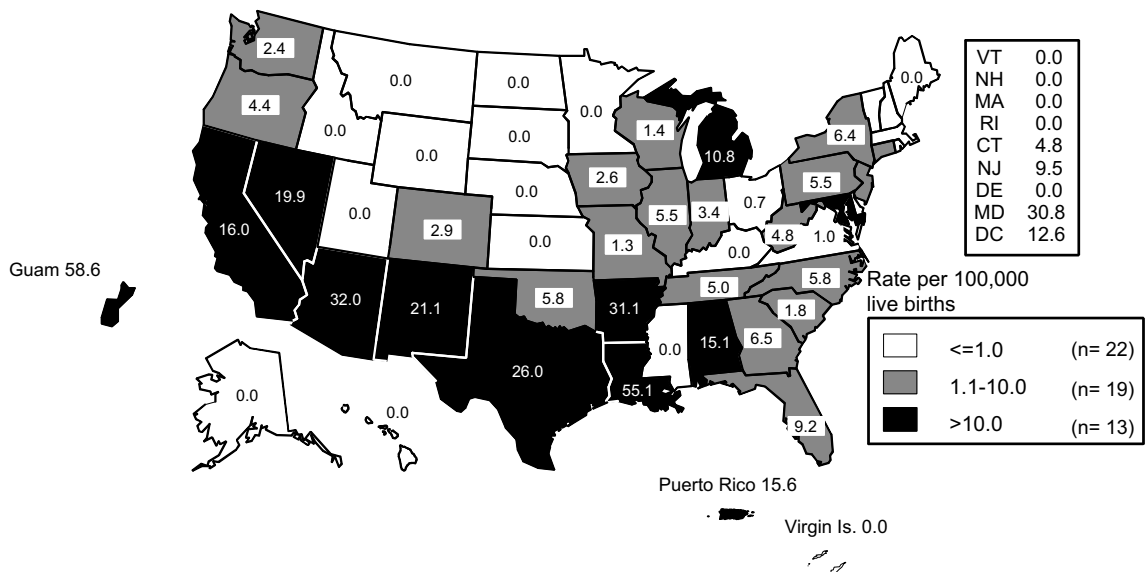 2.4
0.0
0.0
0.0
0.0
4.4
0.0
0.0
0.0
1.4
10.8
6.4
VT 0.0
NH 0.0
MA 0.0
RI 0.0
CT 4.8
NJ 9.5
DE 0.0
MD 30.8
DC 12.6
19.9
16.0
0.0
2.9
0.0
0.0
2.6
5.5
3.4
0.7
5.5
1.3
0.0
4.8
1.0
Guam 58.6
32.0
21.1
5.8
31.1
5.0
5.8
1.8
Rate per 100,000
live births
<=1.0 (n= 22)
1.1-10.0 (n= 19)
>10.0 (n= 13)
26.0
55.1
0.0
15.1
6.5
9.2
0.0
0.0
Puerto Rico 15.6
Virgin Is. 0.0